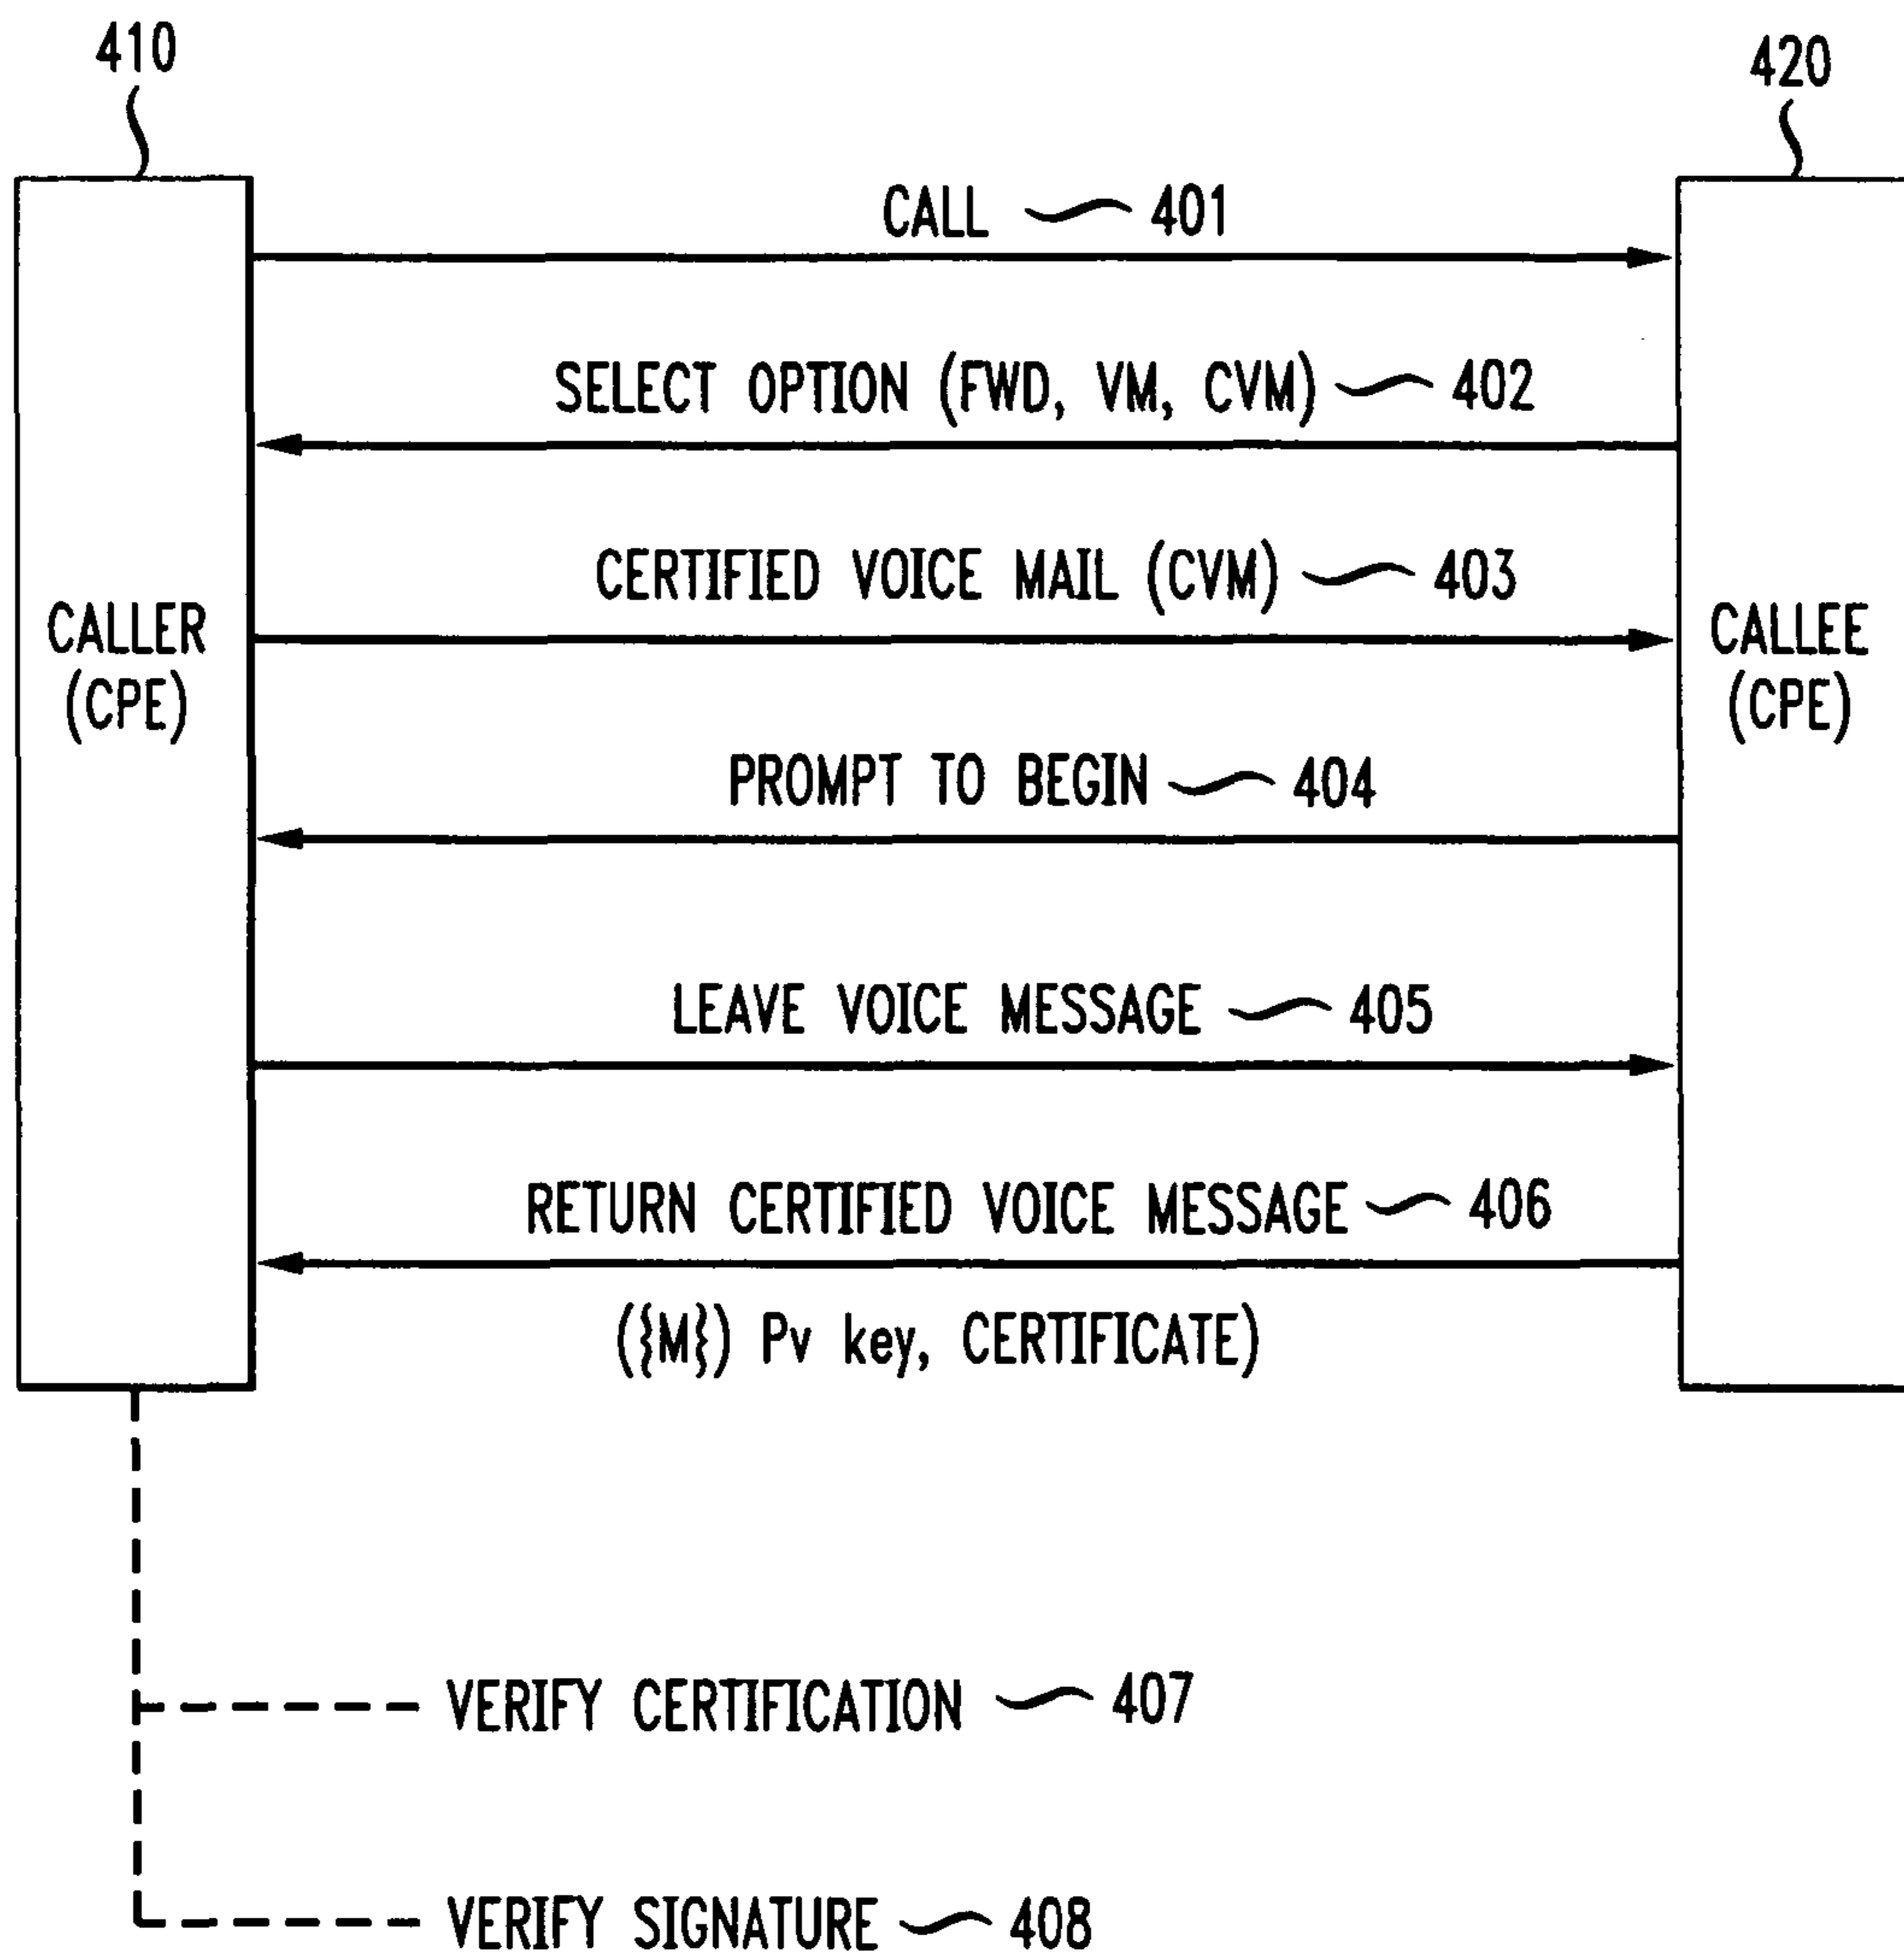 410
420
CALL 401
SELECT OPTION (FWD, VM, CVM) 402
CERTIFIED VOICE MAIL (CVM) 403
CALLER
(CPE)
CALLEE
(CPE)
PROMPT TO BEGIN 404
LEAVE VOICE MESSAGE 405
RETURN CERTIFIED VOICE MESSAGE 406
({M}) Pv key, CERTIFICATE)
VERIFY CERTIFICATION 407
VERIFY SIGNATURE 408